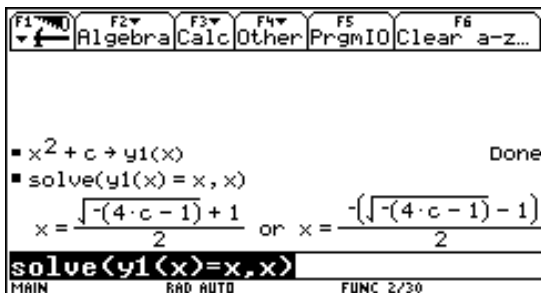 F1 F2 F3 F4 F5 F6
Algebra Calc Other PrgmIO Clear a-z…
▪ x² + c → y1(x) Done
▪ solve(y1(x) = x, x)
x = (√(-(4·c - 1)) + 1)/2 or x = -(√(-(4·c - 1)) - 1)/2
solve(y1(x)=x,x)
MAIN RAD AUTO FUNC 2/30